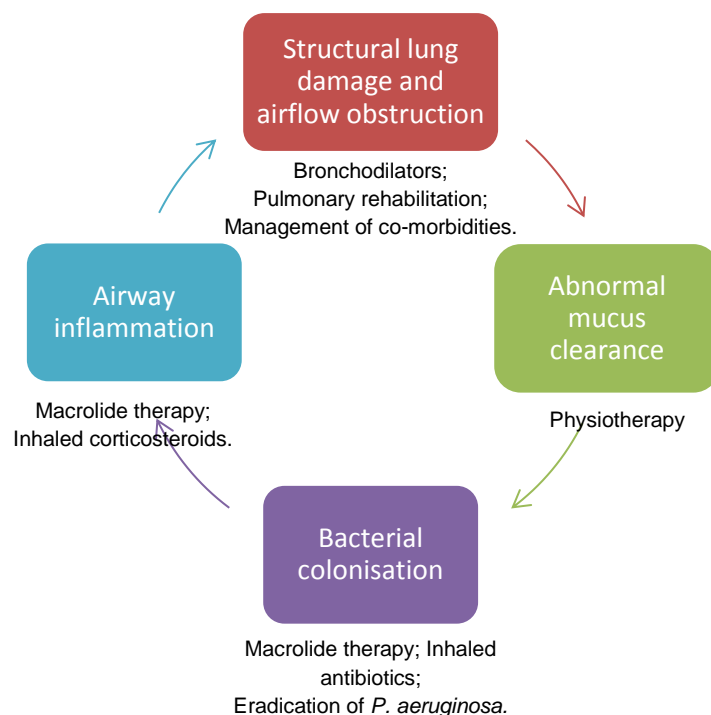 Structural lung
damage and
airflow obstruction
Bronchodilators;
Pulmonary rehabilitation;
Management of co-morbidities.
Abnormal
mucus
clearance
Physiotherapy
Bacterial
colonisation
Macrolide therapy; Inhaled
antibiotics;
Eradication of P. aeruginosa.
Airway
inflammation
Macrolide therapy;
Inhaled corticosteroids.